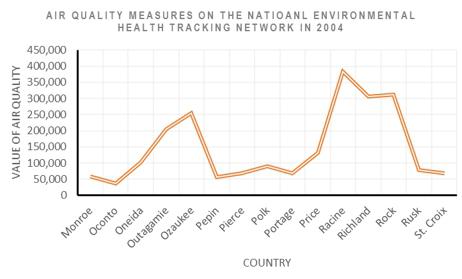 AIR QUALITY MEASURES ON THE NATIOANL ENVIRONMENTAL
HEALTH TRACKING NETWORK IN 2004
VALUE OF AIR QUALITY
450,000
400,000
350,000
300,000
250,000
200,000
150,000
100,000
50,000
0
Monroe
Oconto
Oneida
Outagamie
Ozaukee
Pepin
Pierce
Polk
Portage
Price
Racine
Richland
Rock
Rusk
St. Croix
COUNTRY